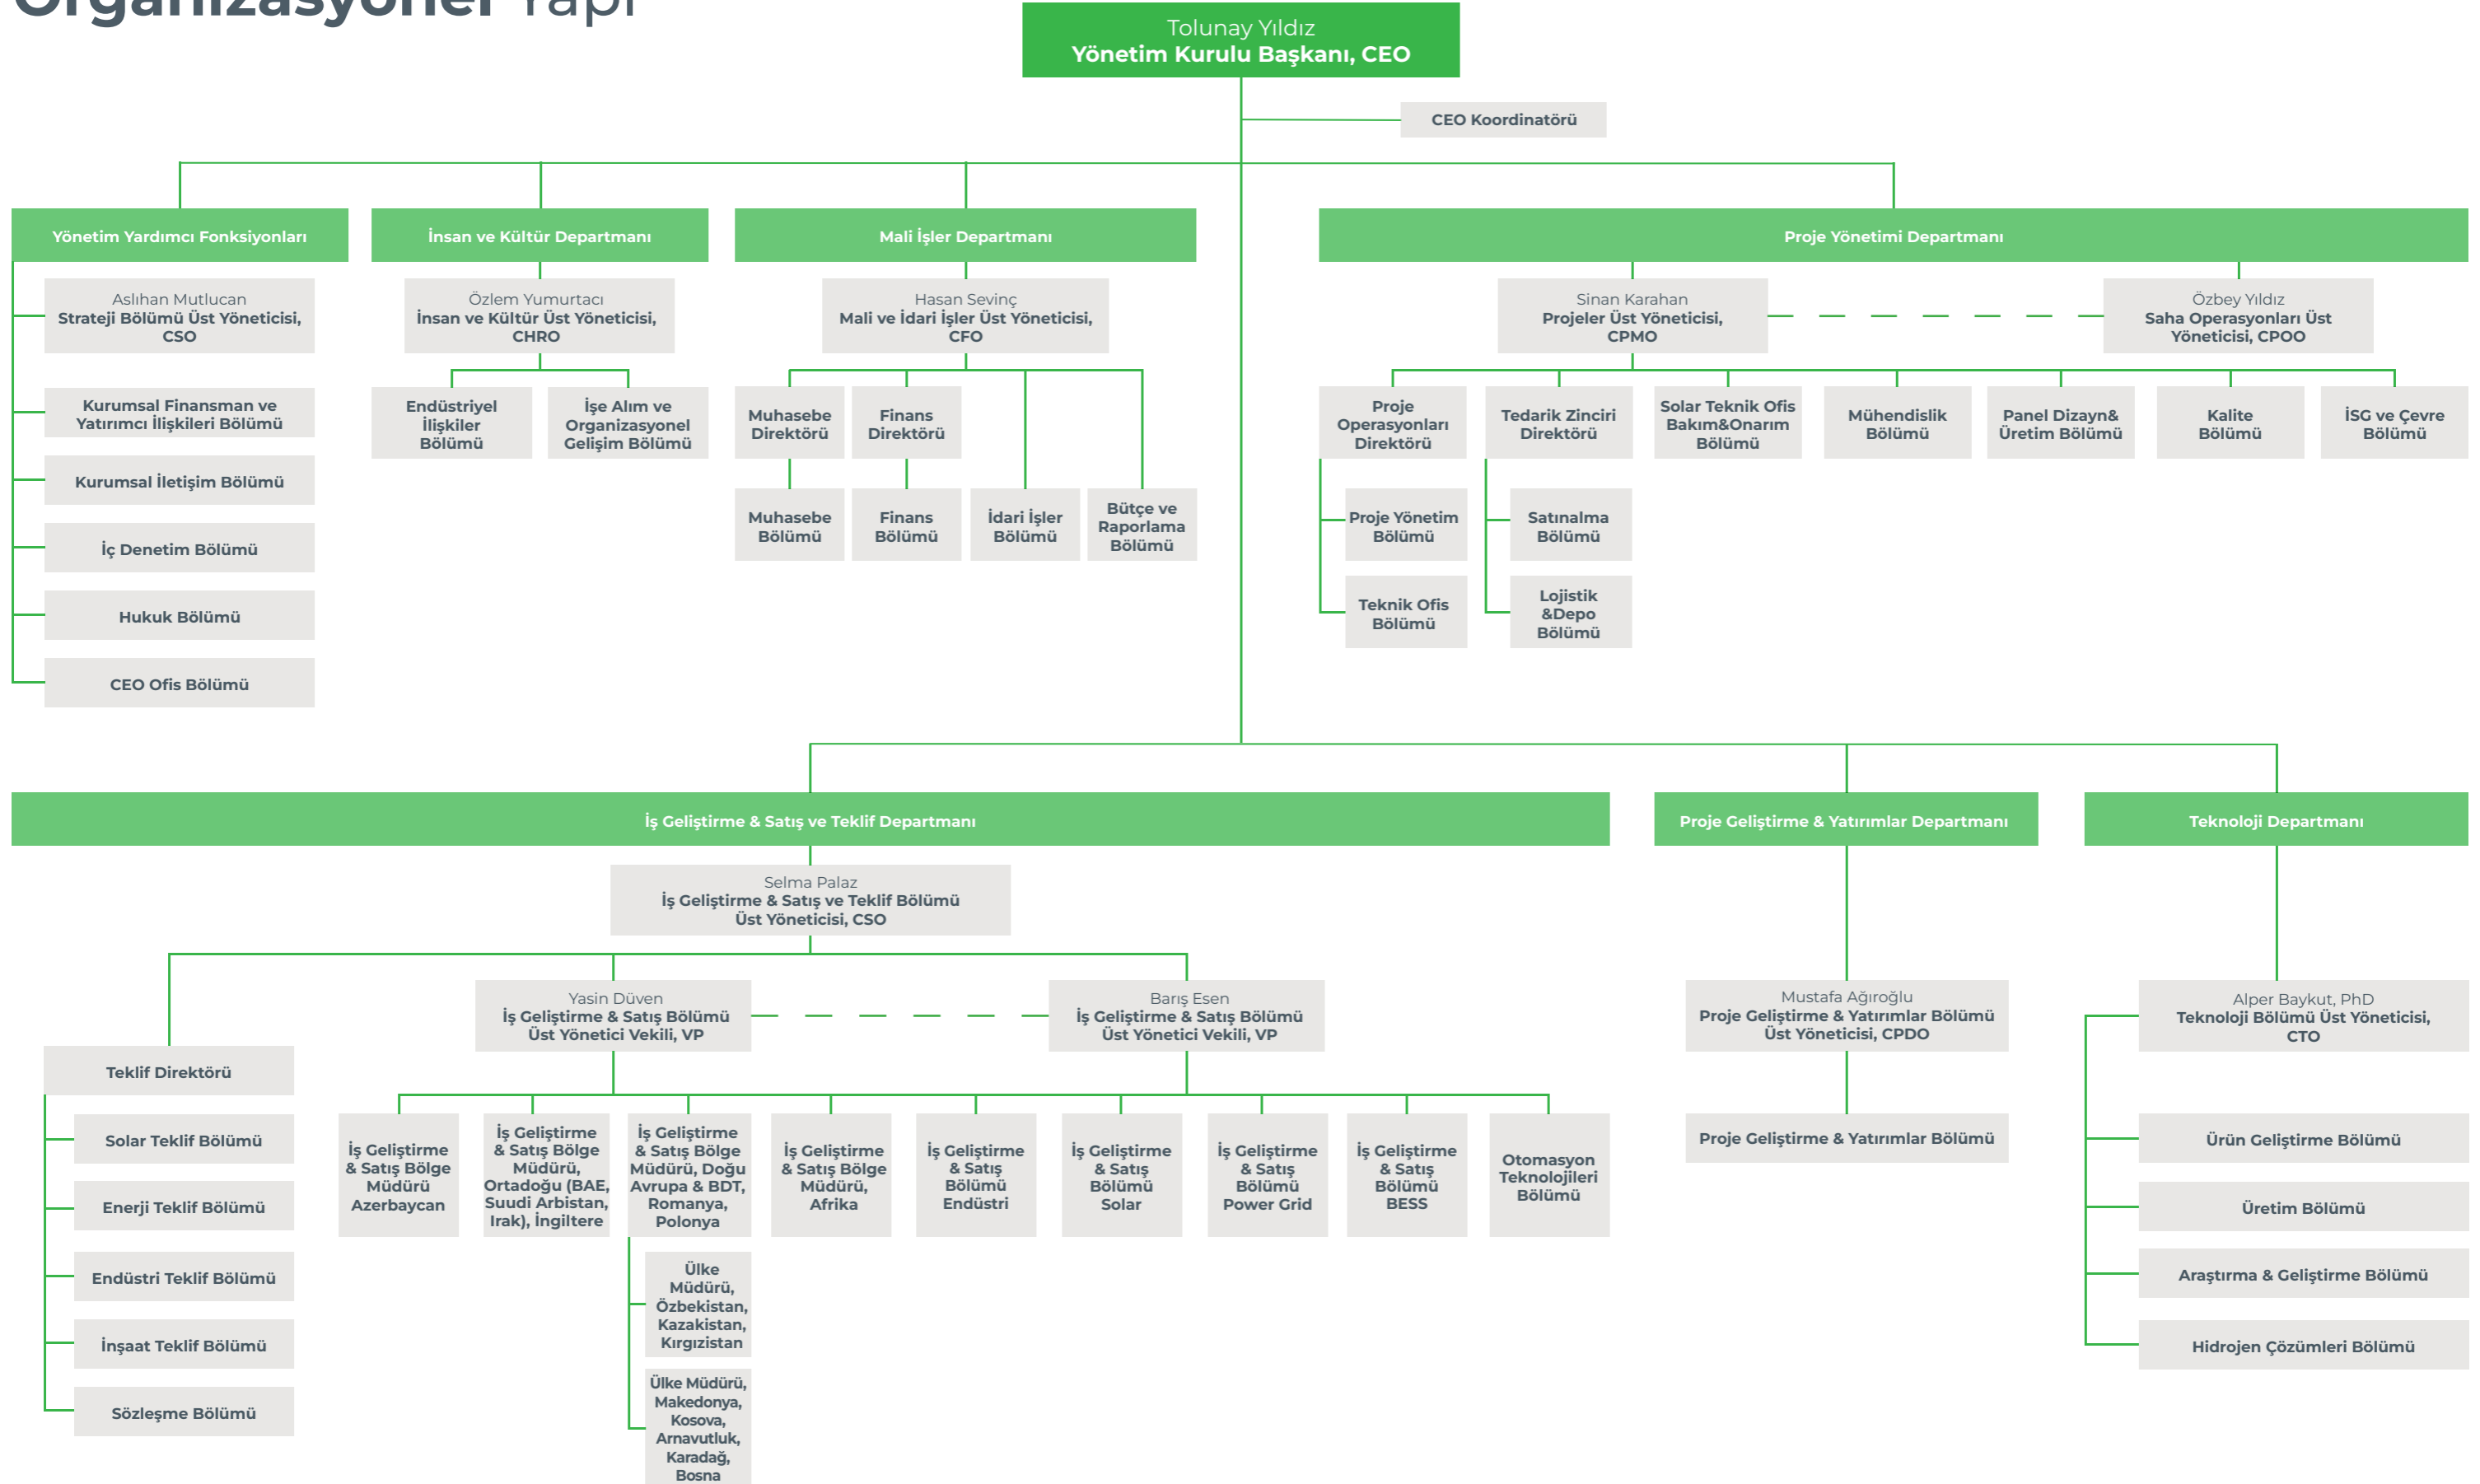 Organizasyonel Yapı
Tolunay Yıldız
Yönetim Kurulu Başkanı, CEO
CEO Koordinatörü
Yönetim Yardımcı Fonksiyonları
Aslıhan Mutlucan
Strateji Bölümü Üst Yöneticisi,
CSO
Kurumsal Finansman ve
Yatırımcı İlişkileri Bölümü
Kurumsal İletişim Bölümü
İç Denetim Bölümü
Hukuk Bölümü
CEO Ofis Bölümü
İnsan ve Kültür Departmanı
Özlem Yumurtacı
İnsan ve Kültür Üst Yöneticisi,
CHRO
Endüstriyel
İlişkiler
Bölümü
İşe Alım ve
Organizasyonel
Gelişim Bölümü
Mali İşler Departmanı
Hasan Sevinç
Mali ve İdari İşler Üst Yöneticisi,
CFO
Muhasebe
Direktörü
Finans
Direktörü
Muhasebe
Bölümü
Finans
Bölümü
İdari İşler
Bölümü
Bütçe ve
Raporlama
Bölümü
Proje Yönetimi Departmanı
Sinan Karahan
Projeler Üst Yöneticisi,
CPMO
Özbey Yıldız
Saha Operasyonları Üst
Yöneticisi, CPOO
Proje
Operasyonları
Direktörü
Tedarik Zinciri
Direktörü
Solar Teknik Ofis
Bakım&Onarım
Bölümü
Mühendislik
Bölümü
Panel Dizayn&
Üretim Bölümü
Kalite
Bölümü
İSG ve Çevre
Bölümü
Proje Yönetim
Bölümü
Teknik Ofis
Bölümü
Satınalma
Bölümü
Lojistik
&Depo
Bölümü
İş Geliştirme & Satış ve Teklif Departmanı
Selma Palaz
İş Geliştirme & Satış ve Teklif Bölümü
Üst Yöneticisi, CSO
Yasin Düven
İş Geliştirme & Satış Bölümü
Üst Yönetici Vekili, VP
Barış Esen
İş Geliştirme & Satış Bölümü
Üst Yönetici Vekili, VP
Teklif Direktörü
Solar Teklif Bölümü
Enerji Teklif Bölümü
Endüstri Teklif Bölümü
İnşaat Teklif Bölümü
Sözleşme Bölümü
İş Geliştirme
& Satış Bölge
Müdürü
Azerbaycan
İş Geliştirme
& Satış Bölge
Müdürü,
Ortadoğu (BAE,
Suudi Arbistan,
Irak), İngiltere
İş Geliştirme
& Satış Bölge
Müdürü, Doğu
Avrupa & BDT,
Romanya,
Polonya
Ülke
Müdürü,
Özbekistan,
Kazakistan,
Kırgızistan
Ülke Müdürü,
Makedonya,
Kosova,
Arnavutluk,
Karadağ,
Bosna
İş Geliştirme
& Satış Bölge
Müdürü,
Afrika
İş Geliştirme
& Satış
Bölümü
Endüstri
İş Geliştirme
& Satış
Bölümü
Solar
İş Geliştirme
& Satış
Bölümü
Power Grid
İş Geliştirme
& Satış
Bölümü
BESS
Otomasyon
Teknolojileri
Bölümü
Proje Geliştirme & Yatırımlar Departmanı
Mustafa Ağıroğlu
Proje Geliştirme & Yatırımlar Bölümü
Üst Yöneticisi, CPDO
Proje Geliştirme & Yatırımlar Bölümü
Teknoloji Departmanı
Alper Baykut, PhD
Teknoloji Bölümü Üst Yöneticisi,
CTO
Ürün Geliştirme Bölümü
Üretim Bölümü
Araştırma & Geliştirme Bölümü
Hidrojen Çözümleri Bölümü